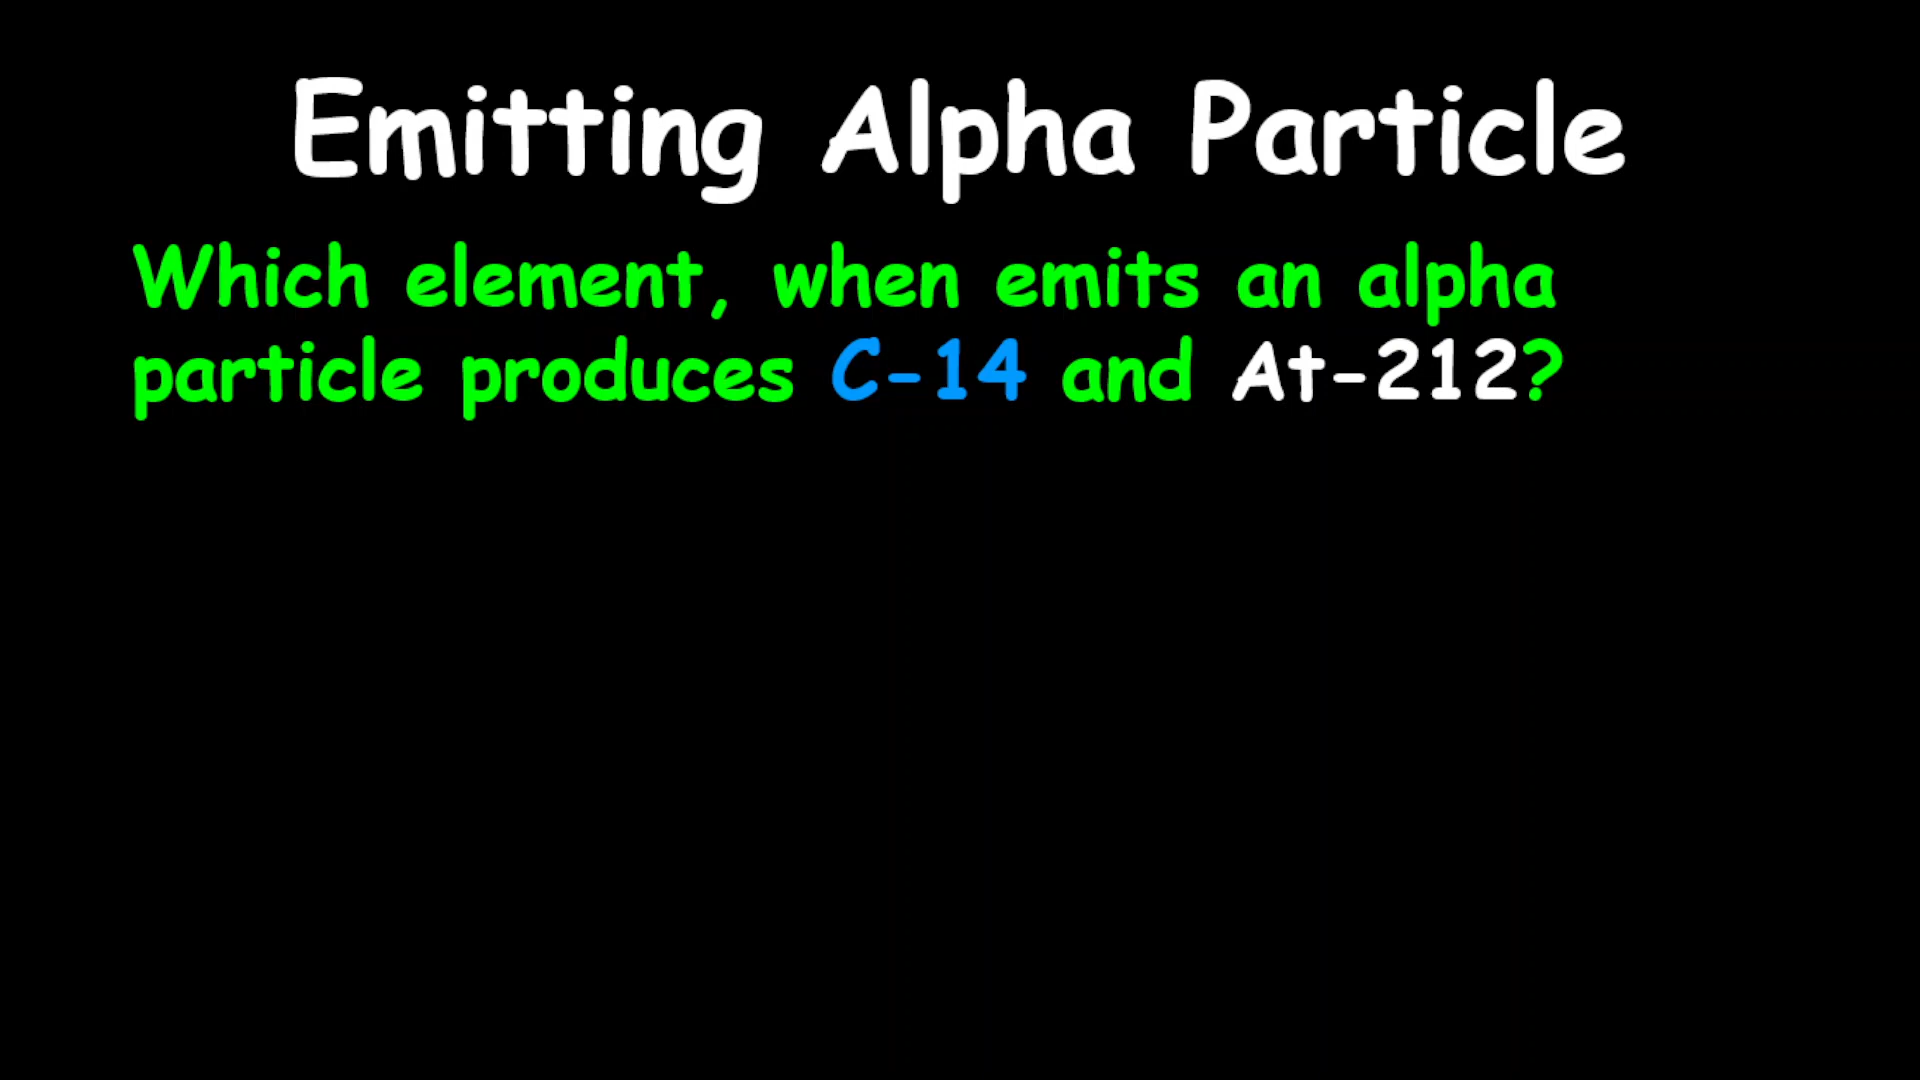 Emitting Alpha Particle
Which element, when emits an alpha
particle produces C-14 and At-212?